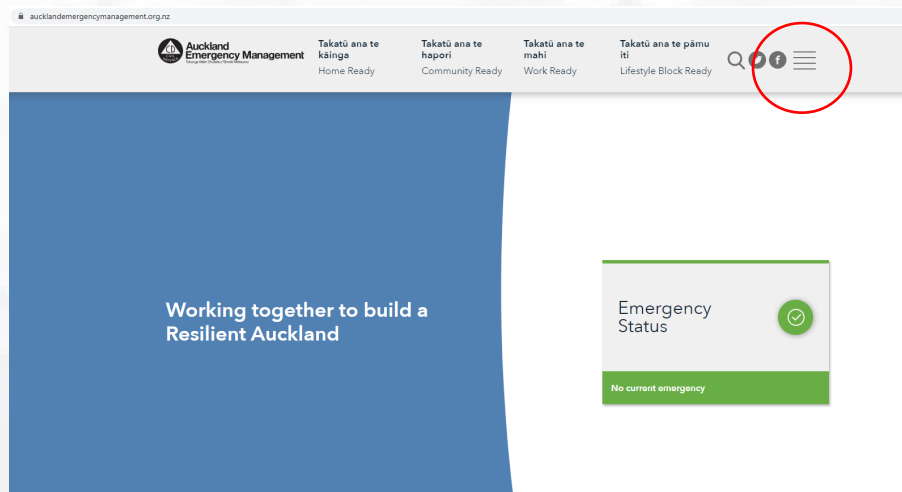 aucklandemergencymanagement.org.nz
Auckland
Emergency Management
Takatū ana te
kāinga
Home Ready
Takatū ana te
hapori
Community Ready
Takatū ana te
mahi
Work Ready
Takatū ana te pāmu
iti
Lifestyle Block Ready
Working together to build a
Resilient Auckland
Emergency
Status
No current emergency